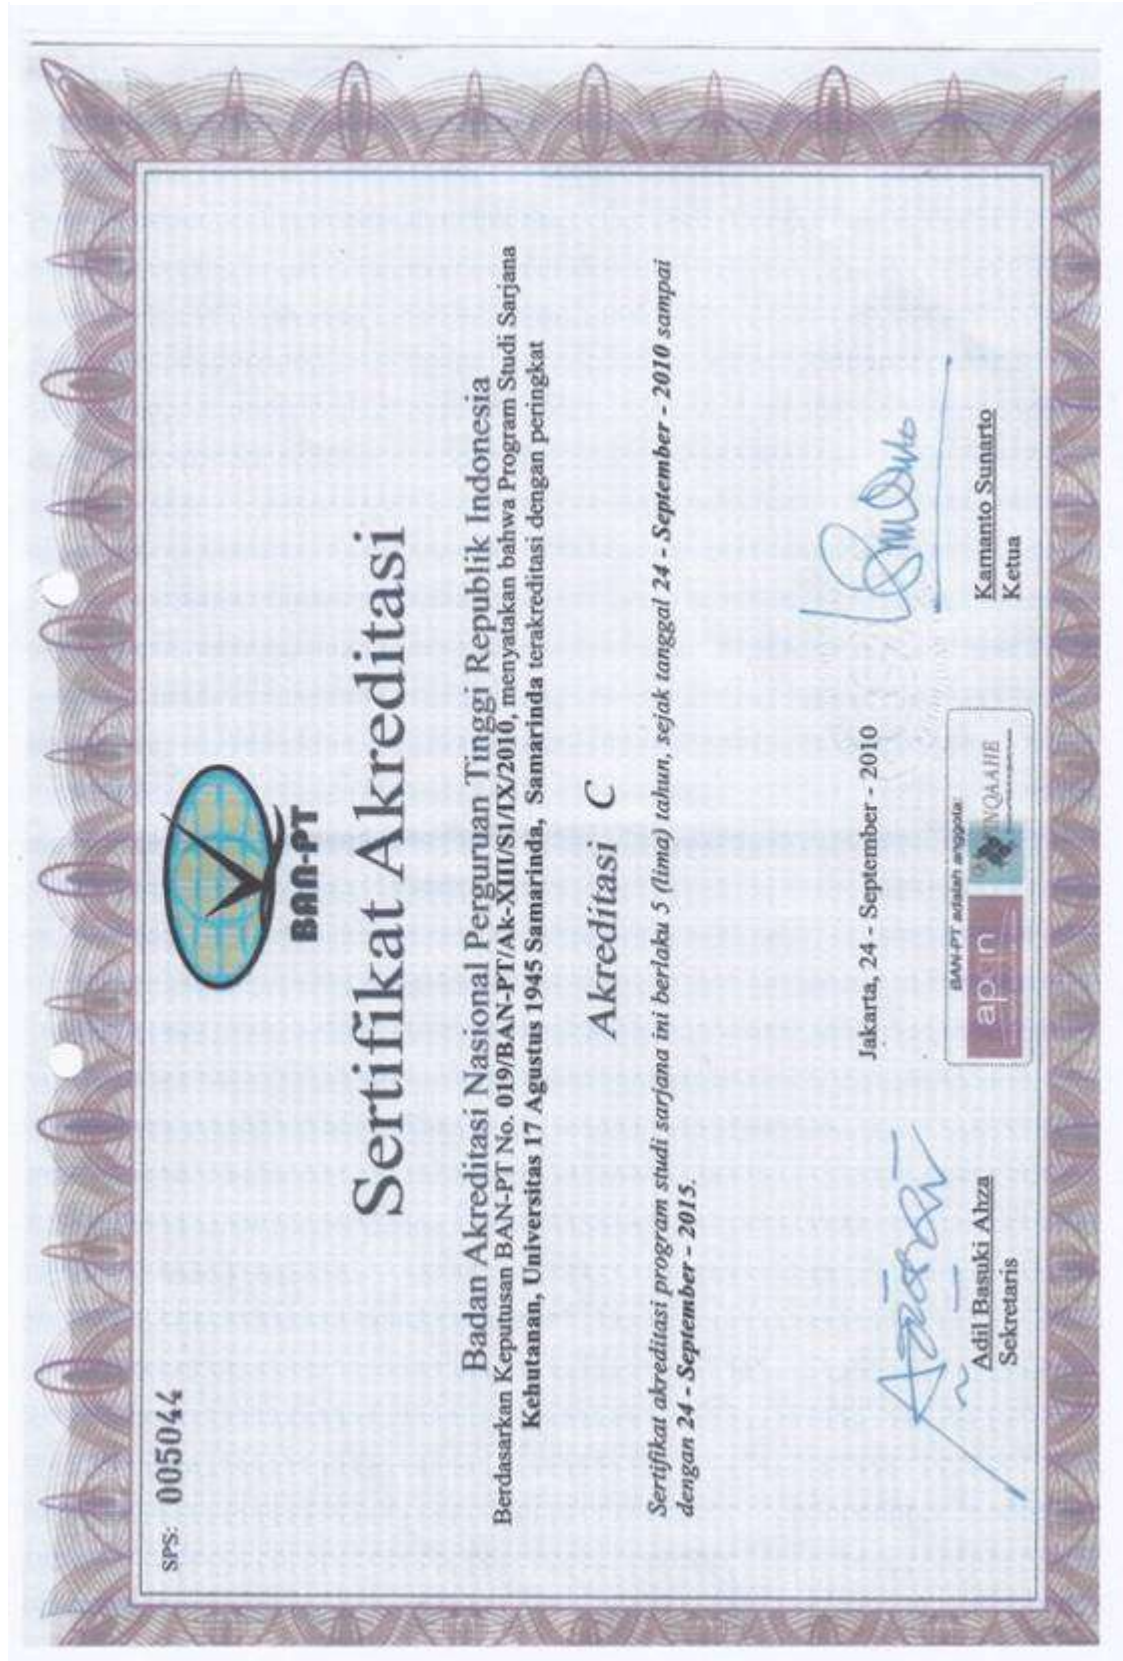 SPS: 005044
BAN-PT
Sertifikat Akreditasi
Badan Akreditasi Nasional Perguruan Tinggi Republik Indonesia
Berdasarkan Keputusan BAN-PT No. 019/BAN-PT/Ak-XIII/S1/IX/2010, menyatakan bahwa Program Studi Sarjana
Kehutanan, Universitas 17 Agustus 1945 Samarinda, Samarinda terakreditasi dengan peringkat
Akreditasi C
Sertifikat akreditasi program studi sarjana ini berlaku 5 (lima) tahun, sejak tanggal 24 - September - 2010 sampai
dengan 24 - September - 2015.
Jakarta, 24 - September - 2010
BAN-PT adalah anggota:
apqn INQAAHE
Adil Basuki Ahza
Sekretaris
Kamanto Sunarto
Ketua